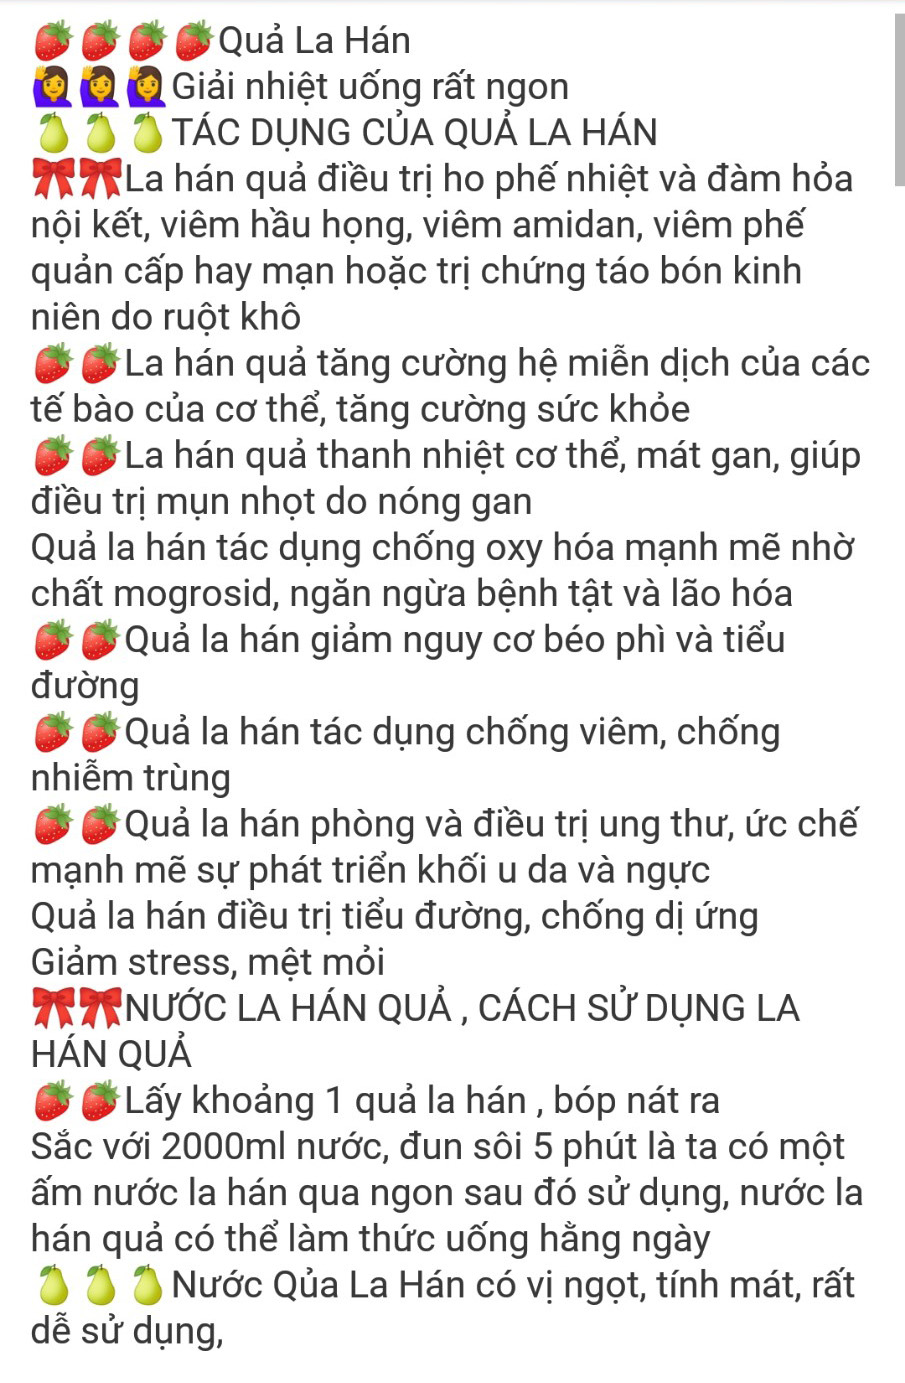 🍓🍓🍓🍓Quả La Hán
🙋‍♀️🙋‍♀️🙋‍♀️Giải nhiệt uống rất ngon
🍐🍐🍐TÁC DỤNG CỦA QUẢ LA HÁN
🎀🎀La hán quả điều trị ho phế nhiệt và đàm hỏa
nội kết, viêm hầu họng, viêm amidan, viêm phế
quản cấp hay mạn hoặc trị chứng táo bón kinh
niên do ruột khô
🍓🍓La hán quả tăng cường hệ miễn dịch của các
tế bào của cơ thể, tăng cường sức khỏe
🍓🍓La hán quả thanh nhiệt cơ thể, mát gan, giúp
điều trị mụn nhọt do nóng gan
Quả la hán tác dụng chống oxy hóa mạnh mẽ nhờ
chất mogrosid, ngăn ngừa bệnh tật và lão hóa
🍓🍓Quả la hán giảm nguy cơ béo phì và tiểu
đường
🍓🍓Quả la hán tác dụng chống viêm, chống
nhiễm trùng
🍓🍓Quả la hán phòng và điều trị ung thư, ức chế
mạnh mẽ sự phát triển khối u da và ngực
Quả la hán điều trị tiểu đường, chống dị ứng
Giảm stress, mệt mỏi
🎀🎀NƯỚC LA HÁN QUẢ , CÁCH SỬ DỤNG LA
HÁN QUẢ
🍓🍓Lấy khoảng 1 quả la hán , bóp nát ra
Sắc với 2000ml nước, đun sôi 5 phút là ta có một
ấm nước la hán qua ngon sau đó sử dụng, nước la
hán quả có thể làm thức uống hằng ngày
🍐🍐🍐Nước Qủa La Hán có vị ngọt, tính mát, rất
dễ sử dụng,